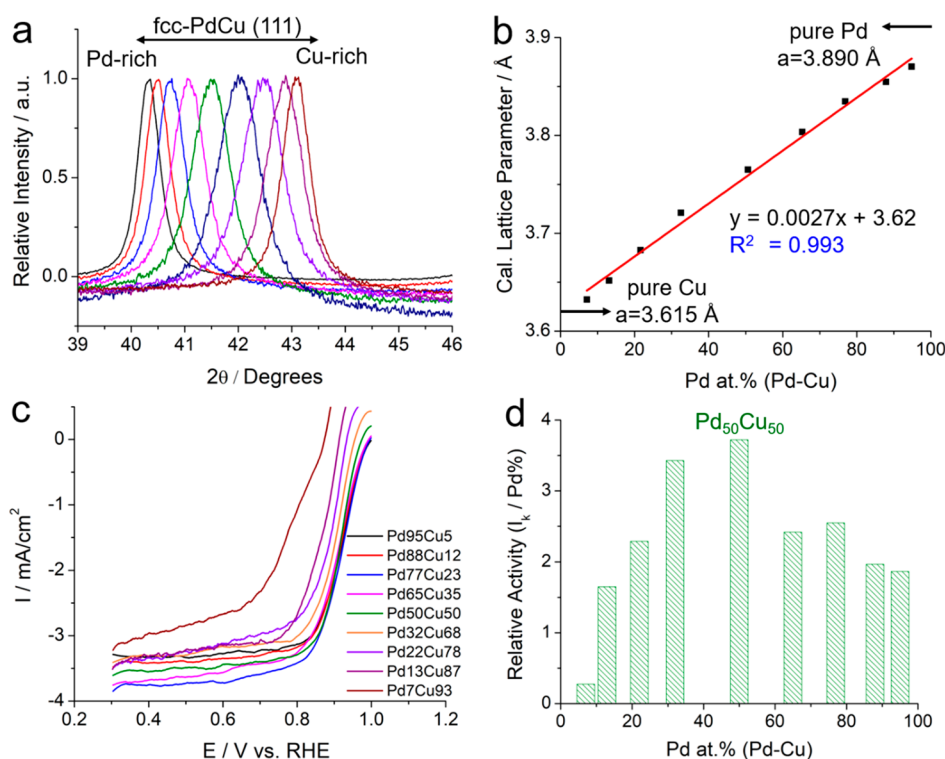 a
fcc-PdCu (111)
Pd-rich
Cu-rich
Relative Intensity / a.u.
1.0
0.5
0.0
39 40 41 42 43 44 45 46
2θ / Degrees
b
Cal. Lattice Parameter / Å
3.9
3.8
3.7
3.6
pure Pd
a=3.890 Å
y = 0.0027x + 3.62
R² = 0.993
pure Cu
a=3.615 Å
0 20 40 60 80 100
Pd at.% (Pd-Cu)
c
I / mA/cm²
0
-1
-2
-3
-4
Pd95Cu5
Pd88Cu12
Pd77Cu23
Pd65Cu35
Pd50Cu50
Pd32Cu68
Pd22Cu78
Pd13Cu87
Pd7Cu93
0.2 0.4 0.6 0.8 1.0 1.2
E / V vs. RHE
d
Pd₅₀Cu₅₀
Relative Activity (Iₖ / Pd%)
4
3
2
1
0
0 20 40 60 80 100
Pd at.% (Pd-Cu)